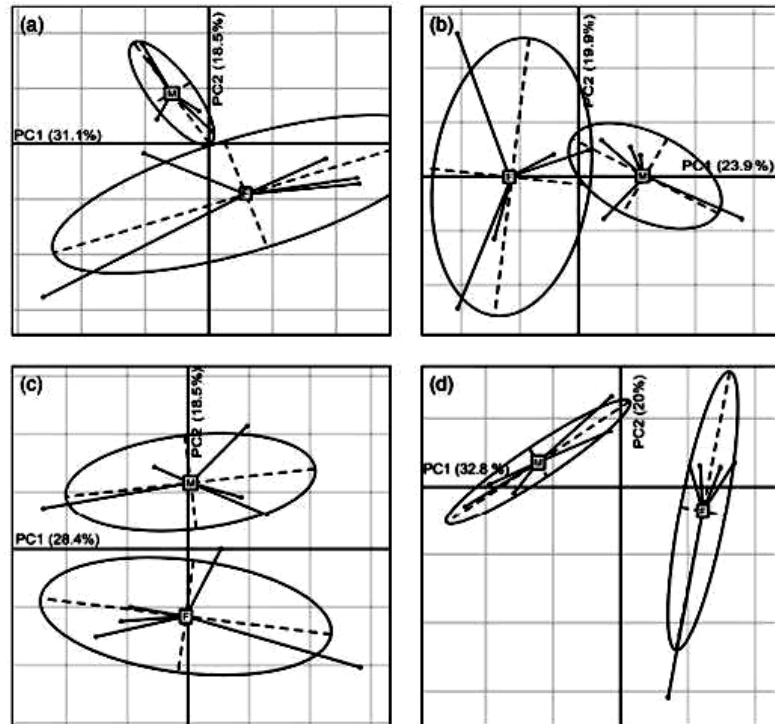 (a)
PC2 (18.5%)
M
PC1 (31.1%)
F
(b)
PC2 (19.9%)
PC1 (23.9%)
F
M
(c)
PC2 (18.5%)
M
PC1 (28.4%)
F
(d)
PC2 (20%)
M
PC1 (32.8 %)
F